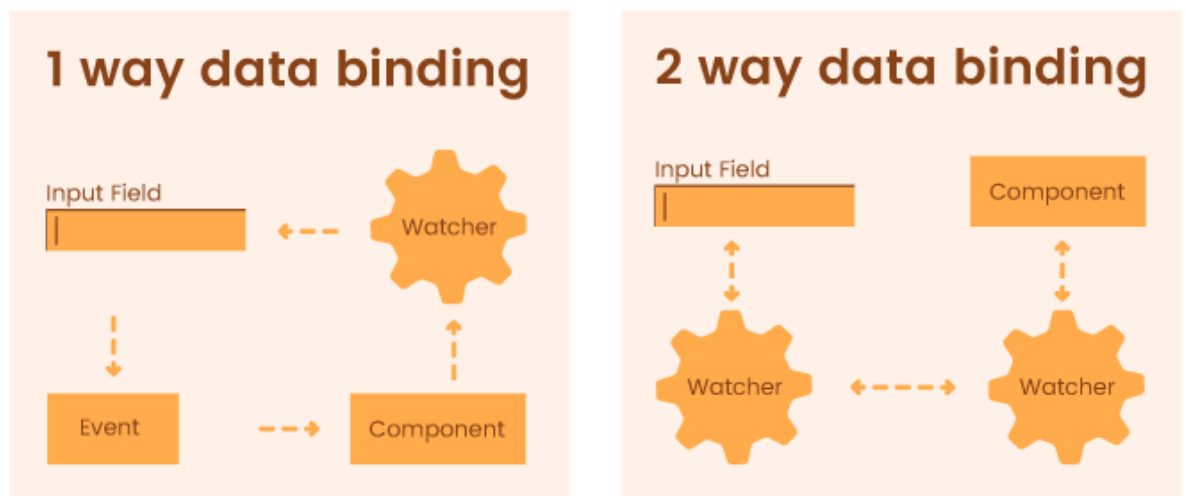 1 way data binding
Input Field
Watcher
Event
Component
2 way data binding
Input Field
Component
Watcher
Watcher